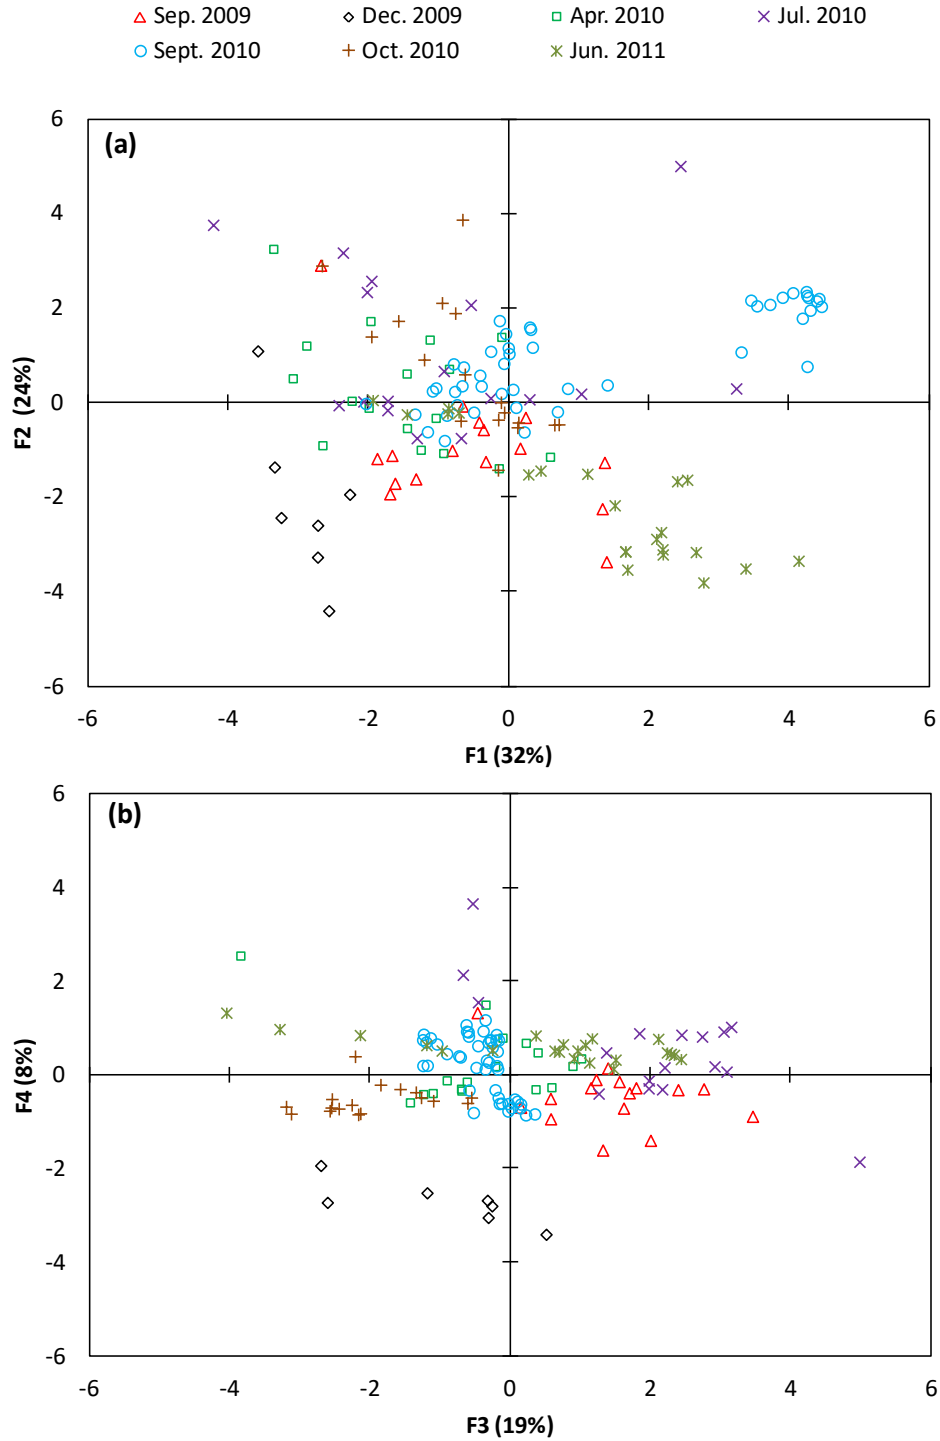 Sep. 2009 Dec. 2009 Apr. 2010 Jul. 2010
Sept. 2010 Oct. 2010 Jun. 2011
(a)
6
4
2
0
-2
-4
-6
F2 (24%)
-6 -4 -2 0 2 4 6
F1 (32%)
(b)
6
4
2
0
-2
-4
-6
F4 (8%)
-6 -4 -2 0 2 4 6
F3 (19%)